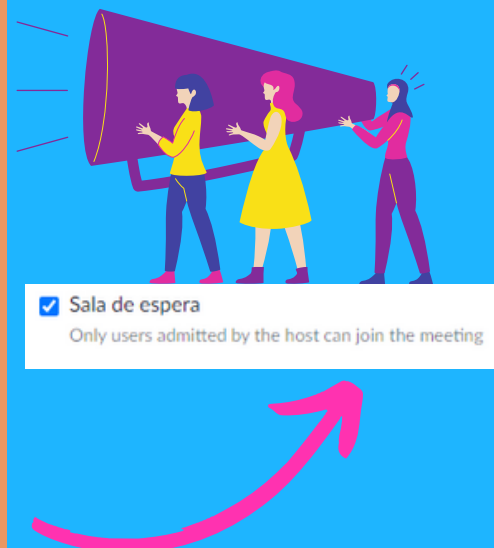 Sala de espera
Only users admitted by the host can join the meeting